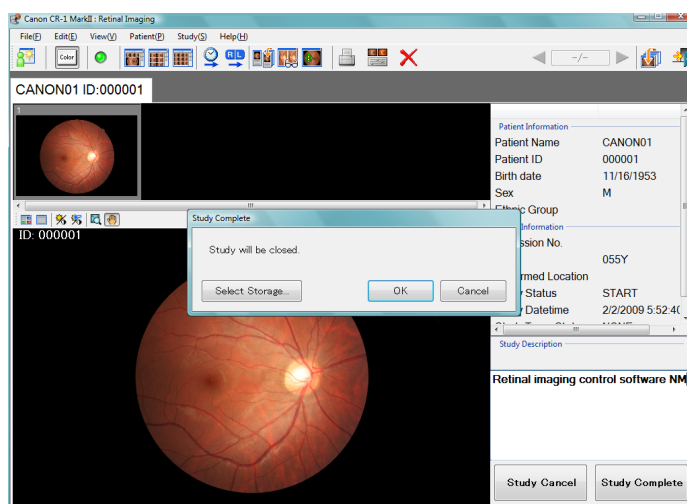 Canon CR-1 MarkII : Retinal Imaging
File(F) Edit(E) View(V) Patient(P) Study(S) Help(H)
Color
R L
-/-
CANON01 ID:000001
1
Patient Information
Patient Name CANON01
Patient ID 000001
Birth date 11/16/1953
Sex M
Ethnic Group
Information
ssion No.
055Y
rmed Location
Status START
Datetime 2/2/2009 5:52:40
ID: 000001
Study Complete
Study will be closed.
Select Storage...
OK
Cancel
Study Description
Retinal imaging control software NM
Study Cancel
Study Complete